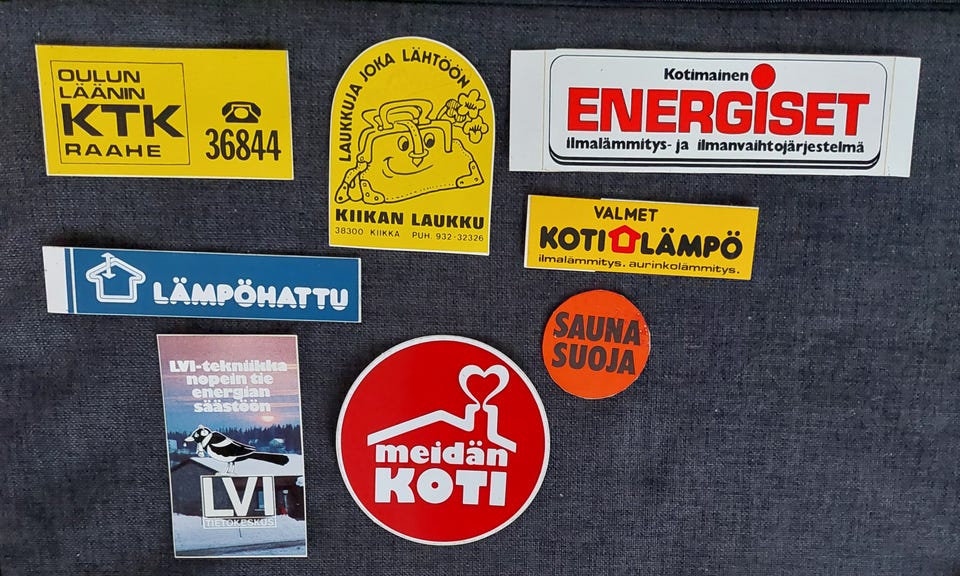 OULUN
LÄÄNIN
KTK
RAAHE
36844
LAUKKUJA JOKA LÄHTÖÖN
KIIKAN LAUKKU
38300 KIIKKA PUH. 932-32326
Kotimainen
ENERGISET
ilmalämmitys- ja ilmanvaihtojärjestelmä
VALMET
KOTI LÄMPÖ
ilmalämmitys. aurinkolämmitys.
LÄMPÖHATTU
SAUNA
SUOJA
LVI-tekniikka
nopein tie
energian
säästöön
LVI
TIETOKESKUS
meidän
KOTI